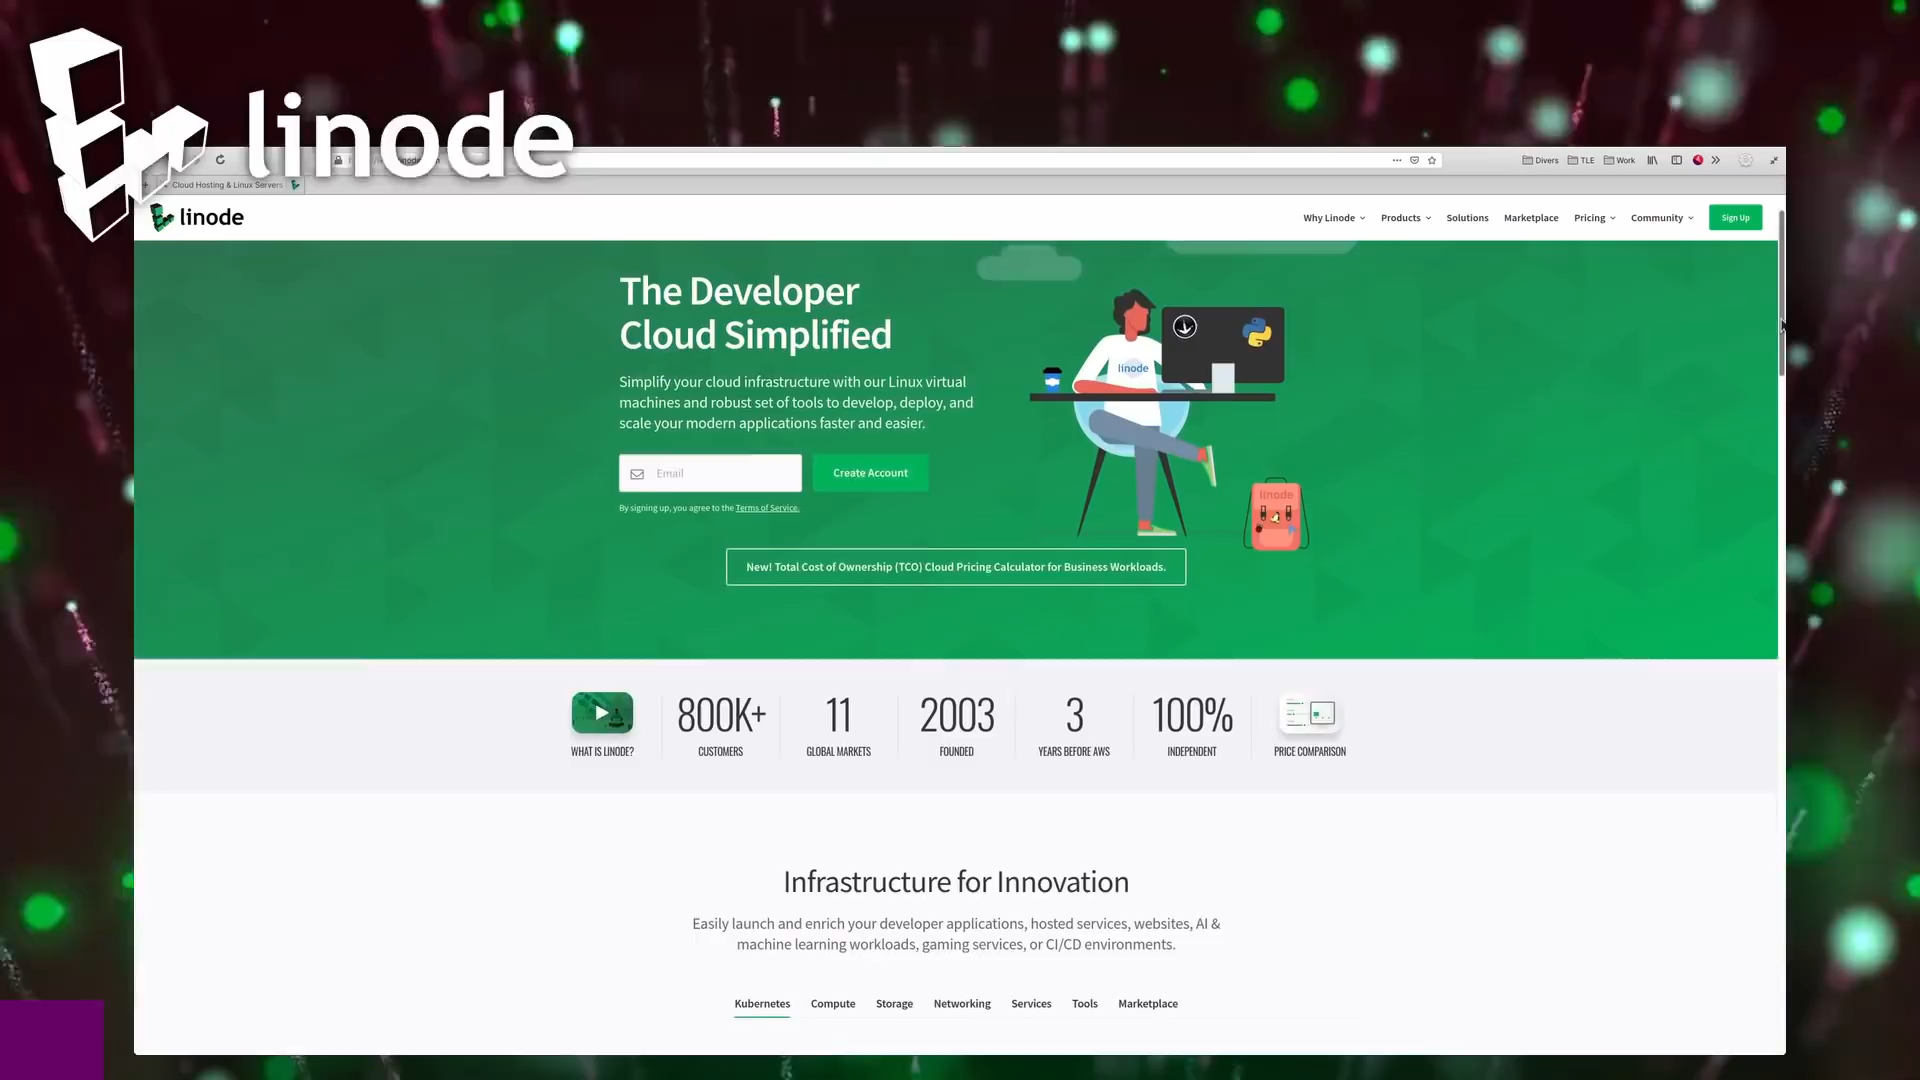 linode
Divers
TLE
Work
Cloud Hosting & Linux Servers
linode
Why Linode
Products
Solutions
Marketplace
Pricing
Community
Sign Up
The Developer
Cloud Simplified
Simplify your cloud infrastructure with our Linux virtual
machines and robust set of tools to develop, deploy, and
scale your modern applications faster and easier.
linode
linode
Email
Create Account
By signing up, you agree to the Terms of Service.
New! Total Cost of Ownership (TCO) Cloud Pricing Calculator for Business Workloads.
WHAT IS LINODE?
800K+
CUSTOMERS
11
GLOBAL MARKETS
2003
FOUNDED
3
YEARS BEFORE AWS
100%
INDEPENDENT
PRICE COMPARISON
Infrastructure for Innovation
Easily launch and enrich your developer applications, hosted services, websites, AI &
machine learning workloads, gaming services, or CI/CD environments.
Kubernetes
Compute
Storage
Networking
Services
Tools
Marketplace